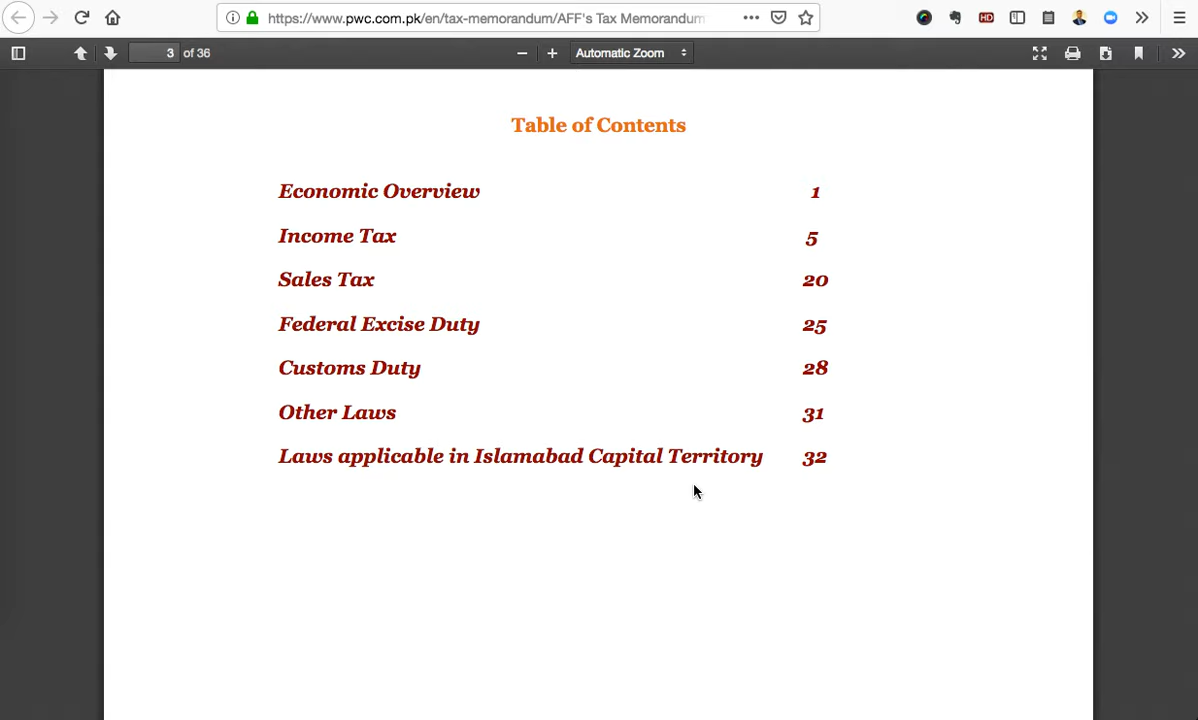 https://www.pwc.com.pk/en/tax-memorandum/AFF's Tax Memorandum
HD
3 of 36
Automatic Zoom
Table of Contents
Economic Overview 1
Income Tax 5
Sales Tax 20
Federal Excise Duty 25
Customs Duty 28
Other Laws 31
Laws applicable in Islamabad Capital Territory 32